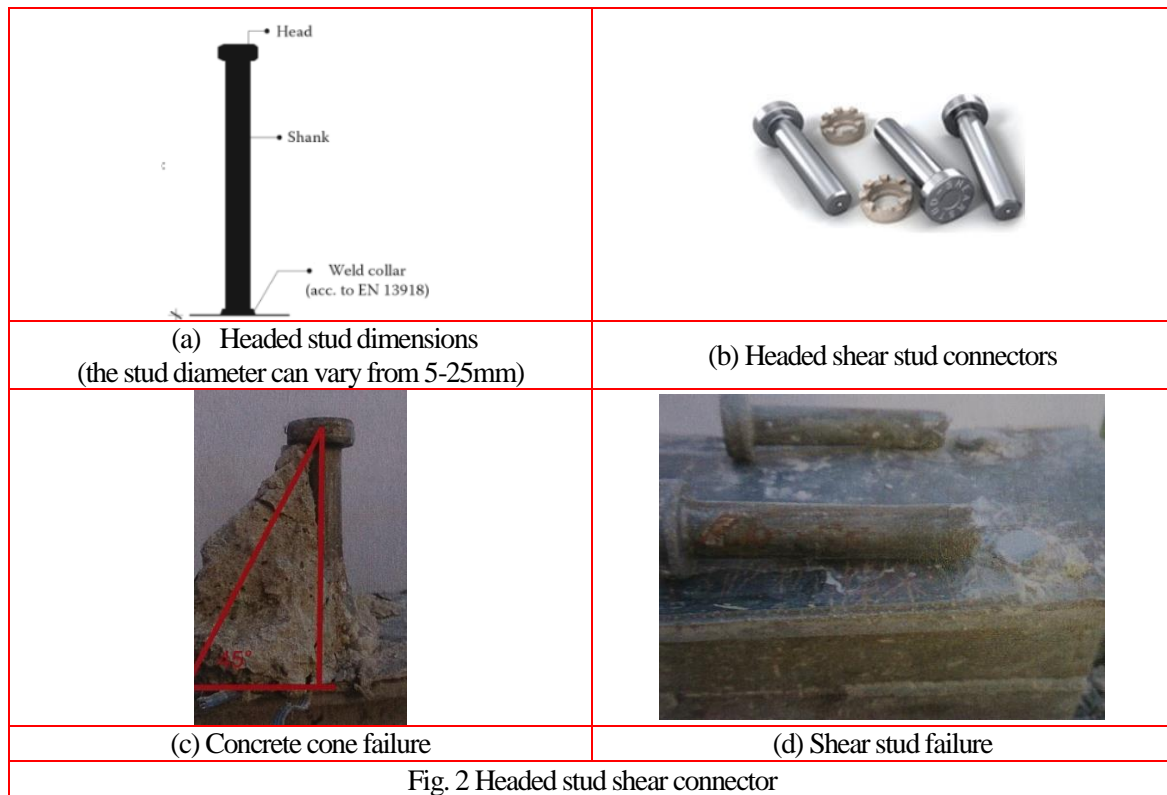 Head
Shank
Weld collar
(acc. to EN 13918)
(a) Headed stud dimensions
(the stud diameter can vary from 5-25mm)
(b) Headed shear stud connectors
45°
(c) Concrete cone failure
(d) Shear stud failure
Fig. 2 Headed stud shear connector